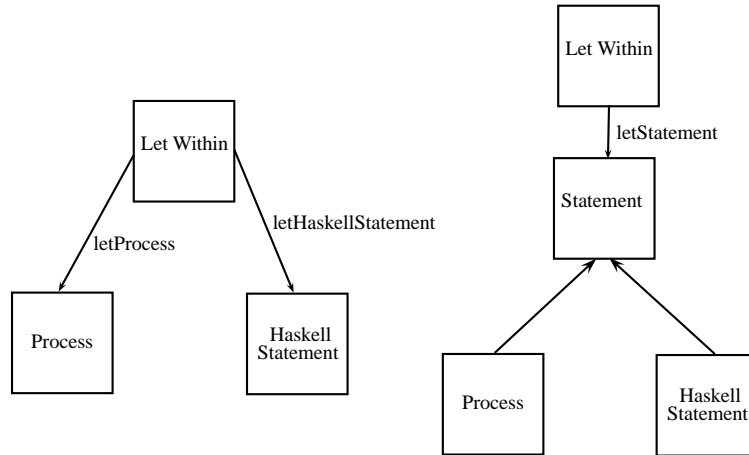 Let Within
letProcess
letHaskellStatement
Process
Haskell
Statement
Let Within
letStatement
Statement
Process
Haskell
Statement